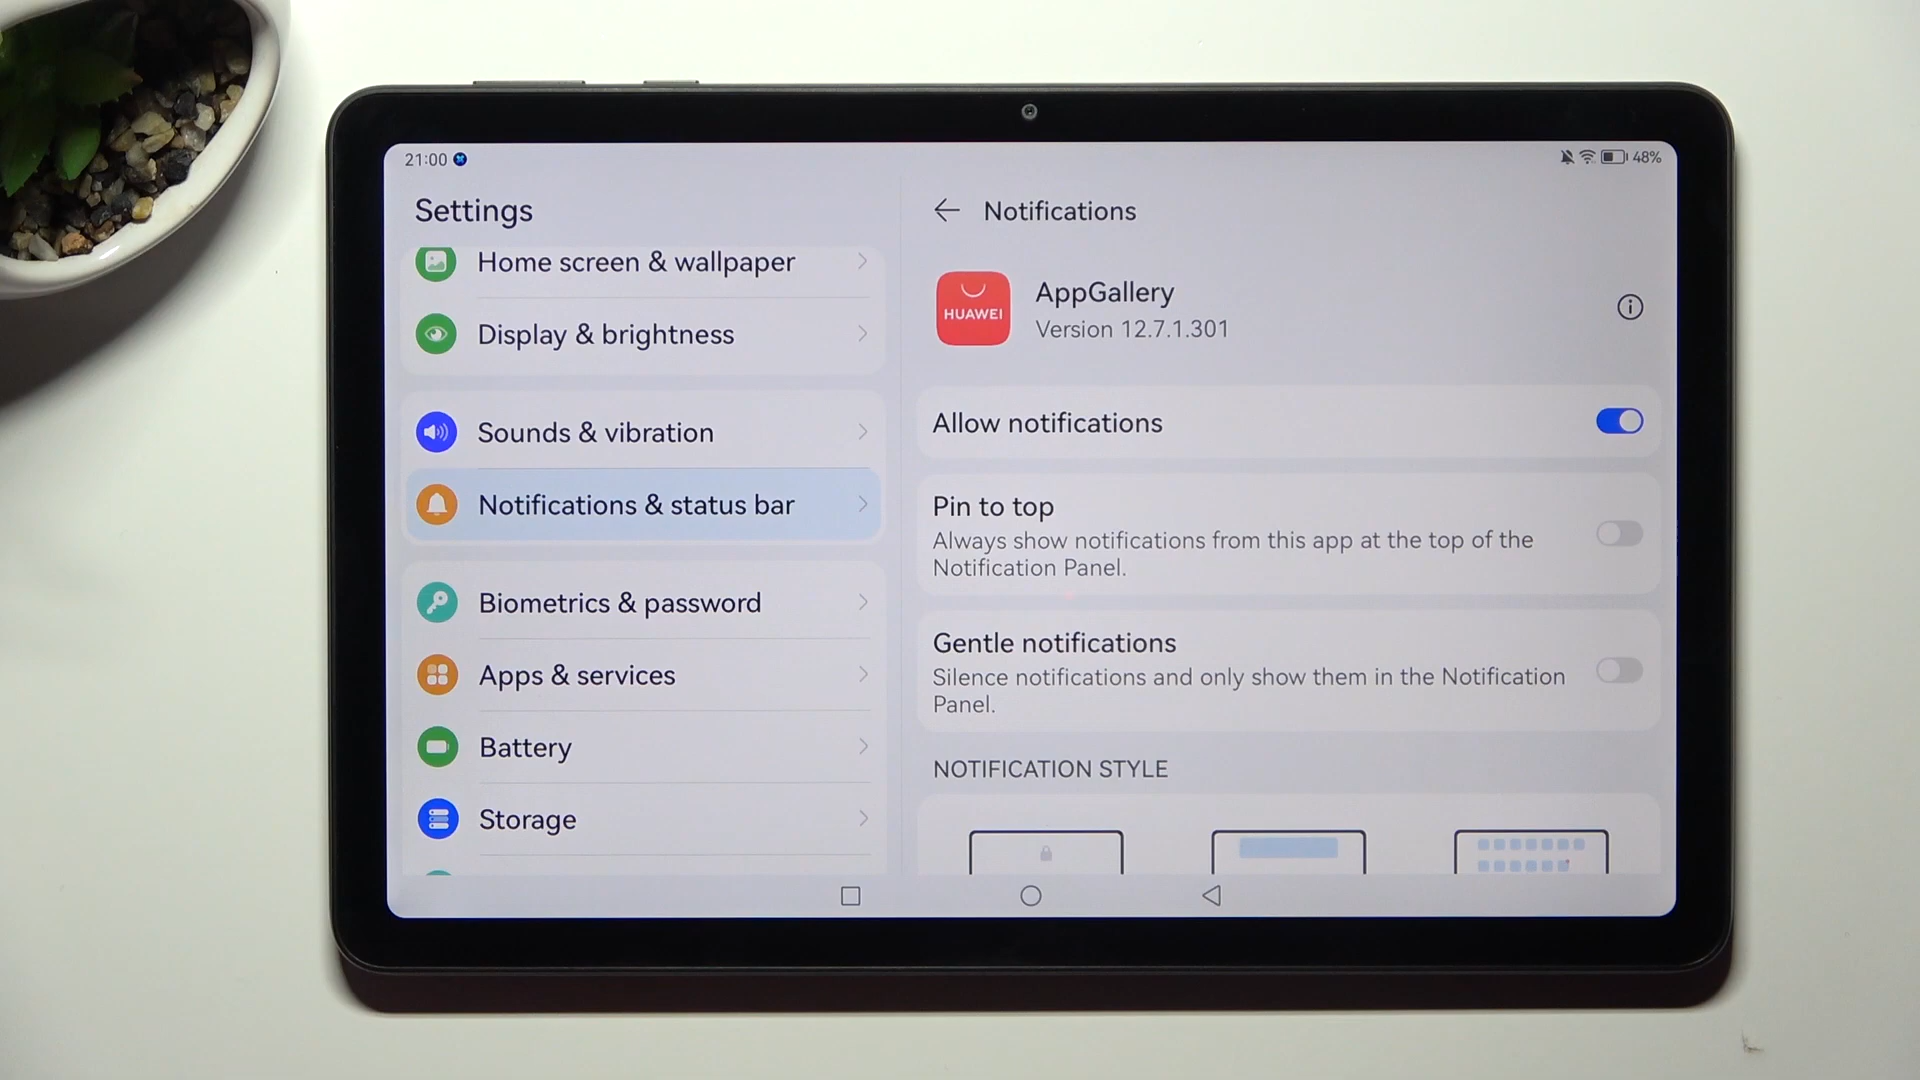 21:00
48%
Settings
Home screen & wallpaper
Display & brightness
Sounds & vibration
Notifications & status bar
Biometrics & password
Apps & services
Battery
Storage
Notifications
HUAWEI
AppGallery
Version 12.7.1.301
Allow notifications
Pin to top
Always show notifications from this app at the top of the
Notification Panel.
Gentle notifications
Silence notifications and only show them in the Notification
Panel.
NOTIFICATION STYLE